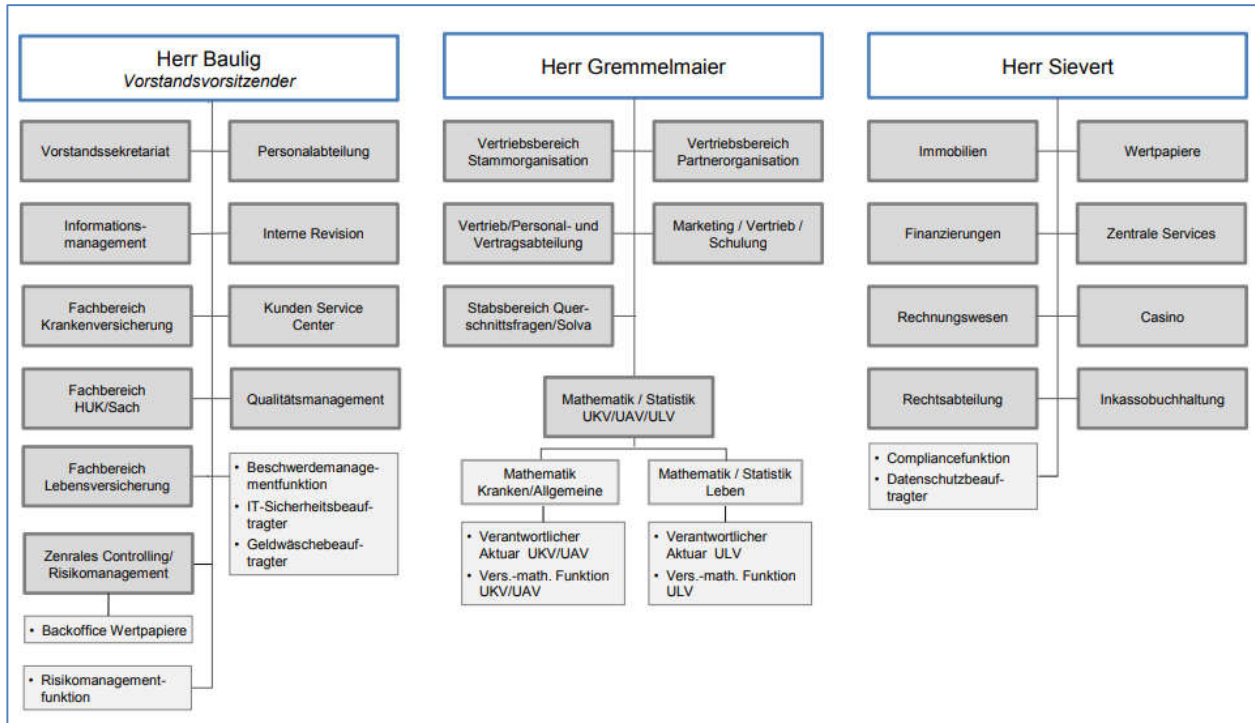 Herr Baulig
Vorstandsvorsitzender
Vorstandssekretariat
Personalabteilung
Informations-
management
Interne Revision
Fachbereich
Krankenversicherung
Kunden Service
Center
Fachbereich
HUK/Sach
Qualitätsmanagement
Fachbereich
Lebensversicherung
• Beschwerdemanage-
mentfunktion
• IT-Sicherheitsbeauf-
tragter
• Geldwäschebeauf-
tragter
Zenrales Controlling/
Risikomanagement
• Backoffice Wertpapiere
• Risikomanagement-
funktion
Herr Gremmelmaier
Vertriebsbereich
Stammorganisation
Vertriebsbereich
Partnerorganisation
Vertrieb/Personal- und
Vertragsabteilung
Marketing / Vertrieb /
Schulung
Stabsbereich Quer-
schnittsfragen/Solva
Mathematik / Statistik
UKV/UAV/ULV
Mathematik
Kranken/Allgemeine
Mathematik / Statistik
Leben
• Verantwortlicher
Aktuar UKV/UAV
• Vers.-math. Funktion
UKV/UAV
• Verantwortlicher
Aktuar ULV
• Vers.-math. Funktion
ULV
Herr Sievert
Immobilien
Wertpapiere
Finanzierungen
Zentrale Services
Rechnungswesen
Casino
Rechtsabteilung
Inkassobuchhaltung
• Compliancefunktion
• Datenschutzbeauf-
tragter